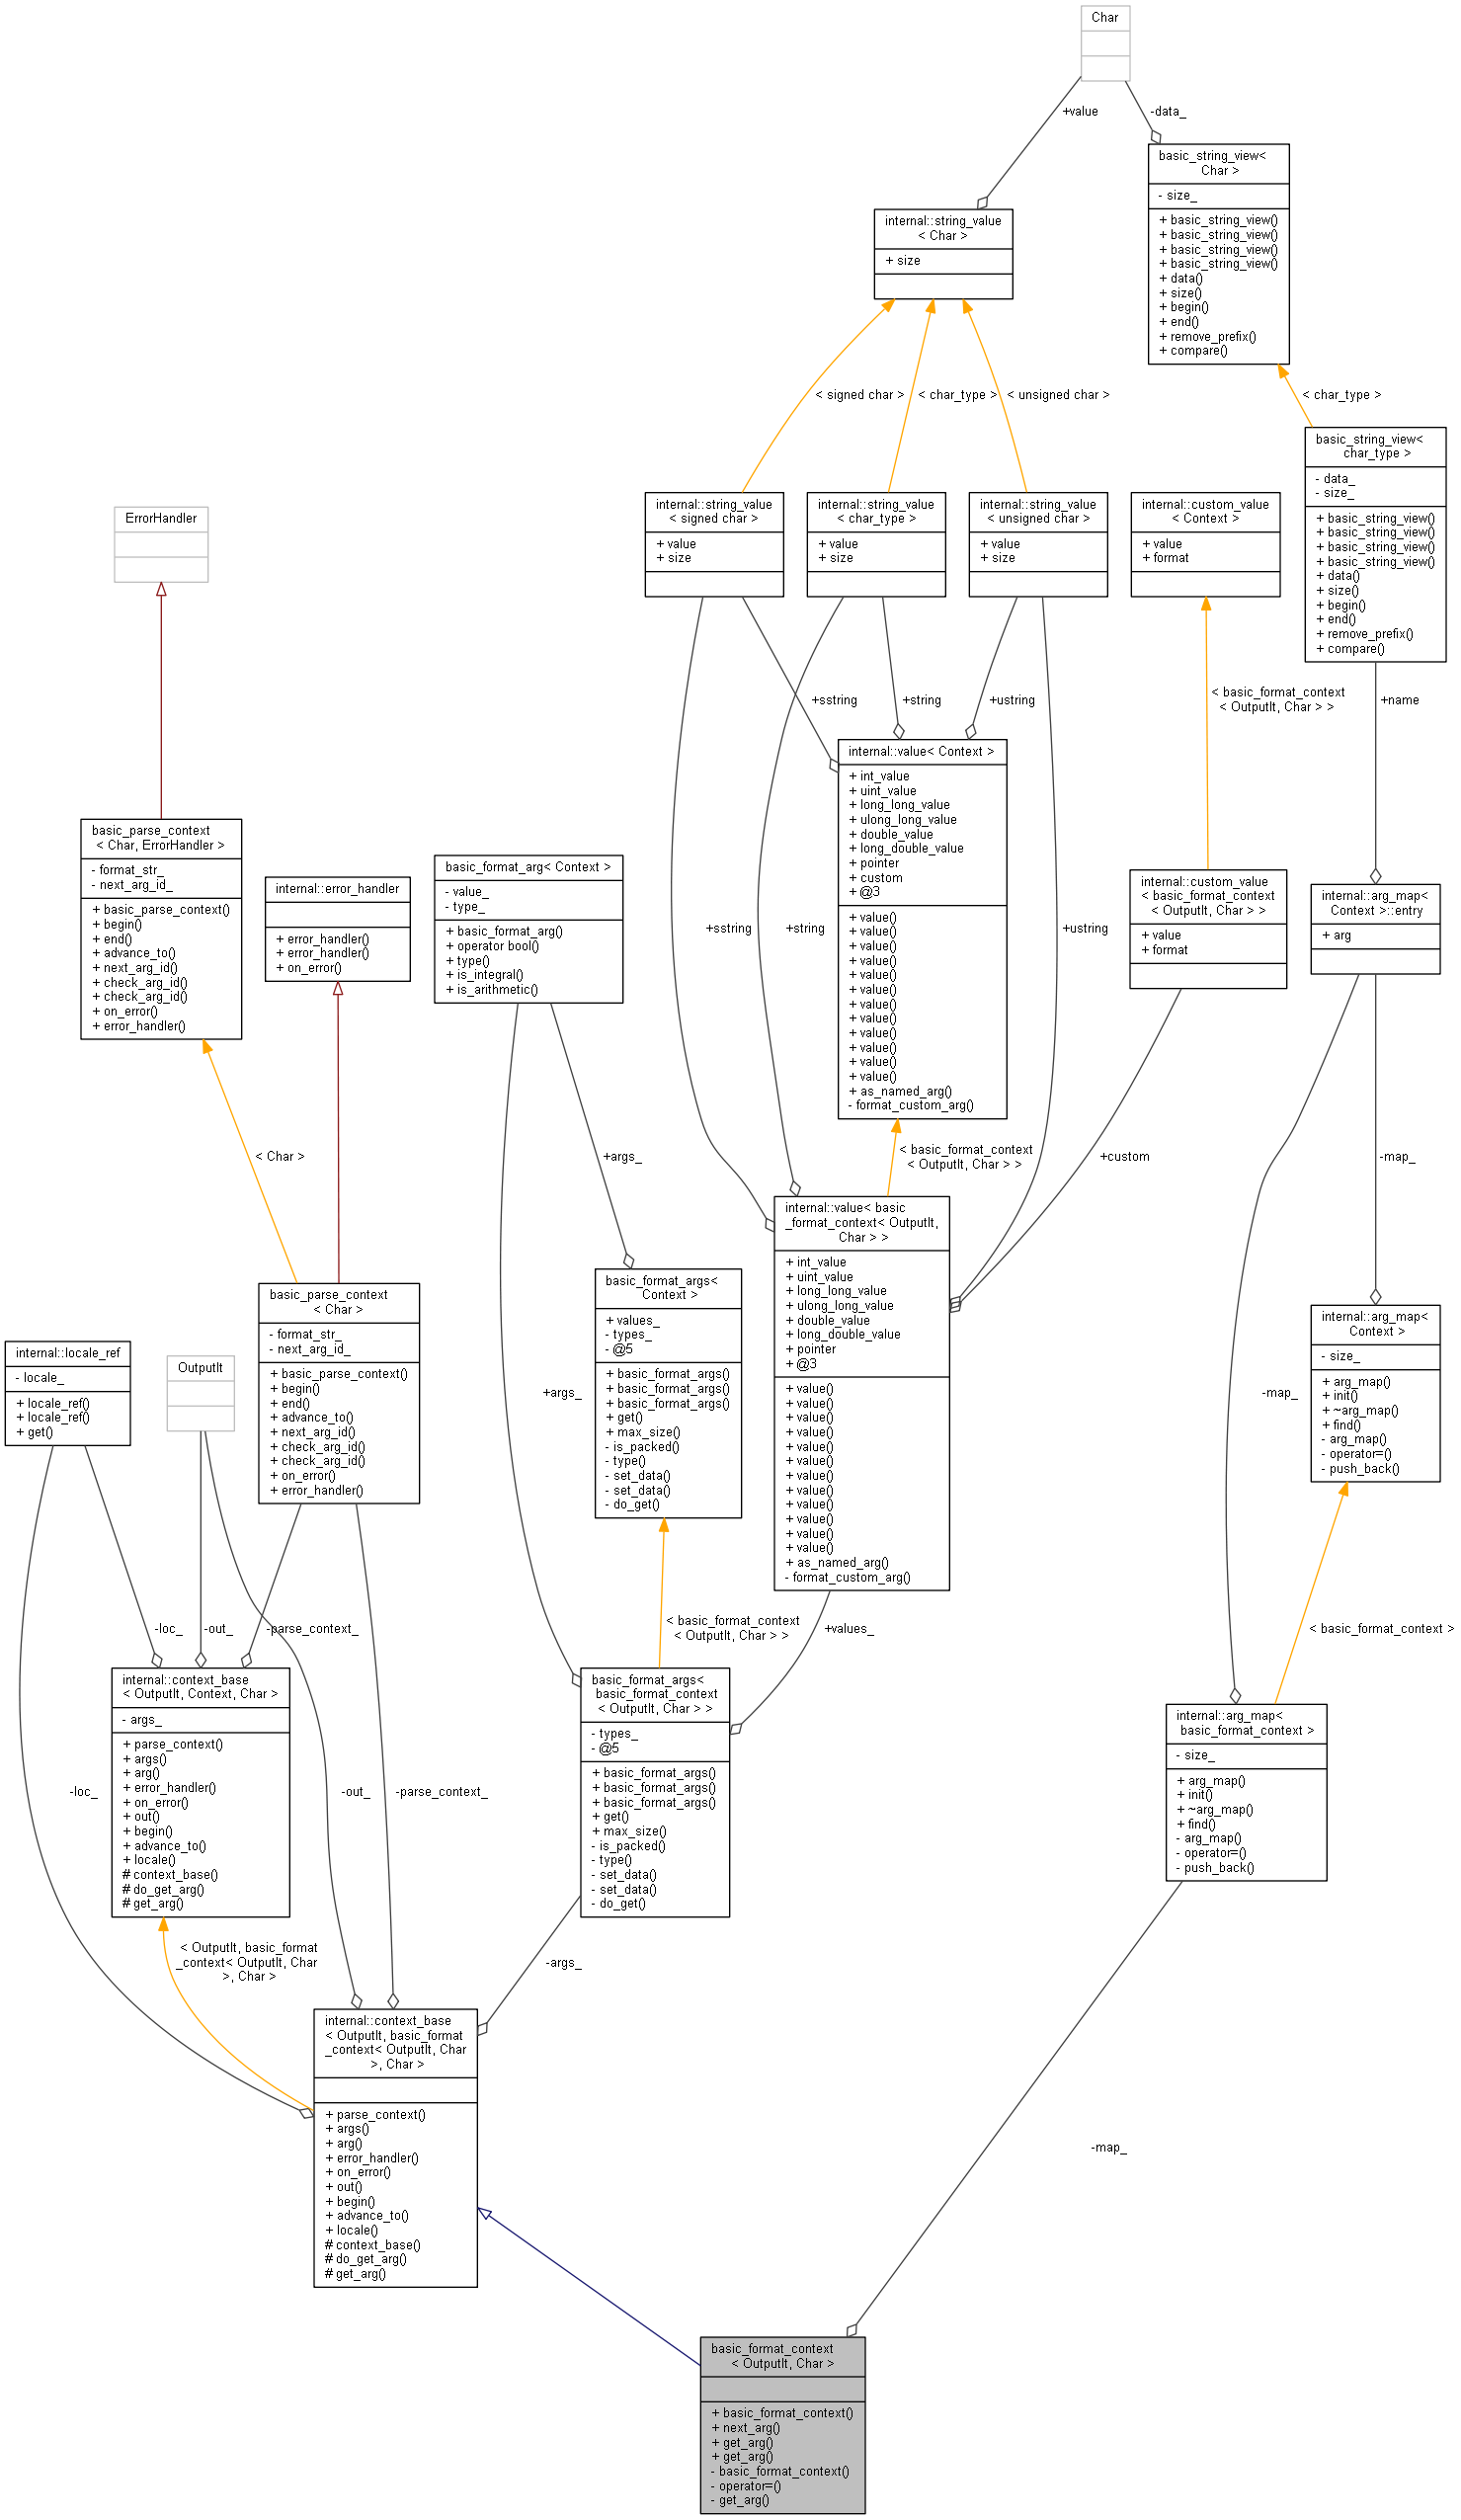 Char
+value
-data_
basic_string_view<
Char >
- size_
+ basic_string_view()
+ basic_string_view()
+ basic_string_view()
+ basic_string_view()
+ data()
+ size()
+ begin()
+ end()
+ remove_prefix()
+ compare()
internal::string_value
< Char >
+ size
< signed char >
< char_type >
< unsigned char >
< char_type >
basic_string_view<
char_type >
- data_
- size_
+ basic_string_view()
+ basic_string_view()
+ basic_string_view()
+ basic_string_view()
+ data()
+ size()
+ begin()
+ end()
+ remove_prefix()
+ compare()
internal::string_value
< signed char >
+ value
+ size
internal::string_value
< char_type >
+ value
+ size
internal::string_value
< unsigned char >
+ value
+ size
internal::custom_value
< Context >
+ value
+ format
ErrorHandler
+sstring
+string
+ustring
< basic_format_context
< OutputIt, Char > >
+name
internal::value< Context >
+ int_value
+ uint_value
+ long_long_value
+ ulong_long_value
+ double_value
+ long_double_value
+ pointer
+ custom
+ @3
+ value()
+ value()
+ value()
+ value()
+ value()
+ value()
+ value()
+ value()
+ value()
+ value()
+ value()
+ value()
+ as_named_arg()
- format_custom_arg()
basic_parse_context
< Char, ErrorHandler >
- format_str_
- next_arg_id_
+ basic_parse_context()
+ begin()
+ end()
+ advance_to()
+ next_arg_id()
+ check_arg_id()
+ check_arg_id()
+ on_error()
+ error_handler()
internal::error_handler
+ error_handler()
+ error_handler()
+ on_error()
basic_format_arg< Context >
- value_
- type_
+ basic_format_arg()
+ operator bool()
+ type()
+ is_integral()
+ is_arithmetic()
+sstring
+string
+ustring
internal::custom_value
< basic_format_context
< OutputIt, Char > >
+ value
+ format
internal::arg_map<
Context >::entry
+ arg
< Char >
+args_
< basic_format_context
< OutputIt, Char > >
+custom
-map_
internal::value< basic
_format_context< OutputIt,
Char > >
+ int_value
+ uint_value
+ long_long_value
+ ulong_long_value
+ double_value
+ long_double_value
+ pointer
+ @3
+ value()
+ value()
+ value()
+ value()
+ value()
+ value()
+ value()
+ value()
+ value()
+ value()
+ value()
+ value()
+ as_named_arg()
- format_custom_arg()
basic_format_args<
Context >
+ values_
- types_
- @5
+ basic_format_args()
+ basic_format_args()
+ basic_format_args()
+ get()
+ max_size()
- is_packed()
- type()
- set_data()
- set_data()
- do_get()
basic_parse_context
< Char >
- format_str_
- next_arg_id_
+ basic_parse_context()
+ begin()
+ end()
+ advance_to()
+ next_arg_id()
+ check_arg_id()
+ check_arg_id()
+ on_error()
+ error_handler()
internal::locale_ref
- locale_
+ locale_ref()
+ locale_ref()
+ get()
OutputIt
+args_
-map_
internal::arg_map<
Context >
- size_
+ arg_map()
+ init()
+ ~arg_map()
+ find()
- arg_map()
- operator=()
- push_back()
-loc_
-out_
-parse_context_
< basic_format_context
< OutputIt, Char > >
+values_
< basic_format_context >
internal::context_base
< OutputIt, Context, Char >
- args_
+ parse_context()
+ args()
+ arg()
+ error_handler()
+ on_error()
+ out()
+ begin()
+ advance_to()
+ locale()
# context_base()
# do_get_arg()
# get_arg()
basic_format_args<
basic_format_context
< OutputIt, Char > >
- types_
- @5
+ basic_format_args()
+ basic_format_args()
+ basic_format_args()
+ get()
+ max_size()
- is_packed()
- type()
- set_data()
- set_data()
- do_get()
internal::arg_map<
basic_format_context >
- size_
+ arg_map()
+ init()
+ ~arg_map()
+ find()
- arg_map()
- operator=()
- push_back()
-loc_
-out_
-parse_context_
< OutputIt, basic_format
_context< OutputIt, Char
>, Char >
-args_
internal::context_base
< OutputIt, basic_format
_context< OutputIt, Char
>, Char >
+ parse_context()
+ args()
+ arg()
+ error_handler()
+ on_error()
+ out()
+ begin()
+ advance_to()
+ locale()
# context_base()
# do_get_arg()
# get_arg()
-map_
basic_format_context
< OutputIt, Char >
+ basic_format_context()
+ next_arg()
+ get_arg()
+ get_arg()
- basic_format_context()
- operator=()
- get_arg()